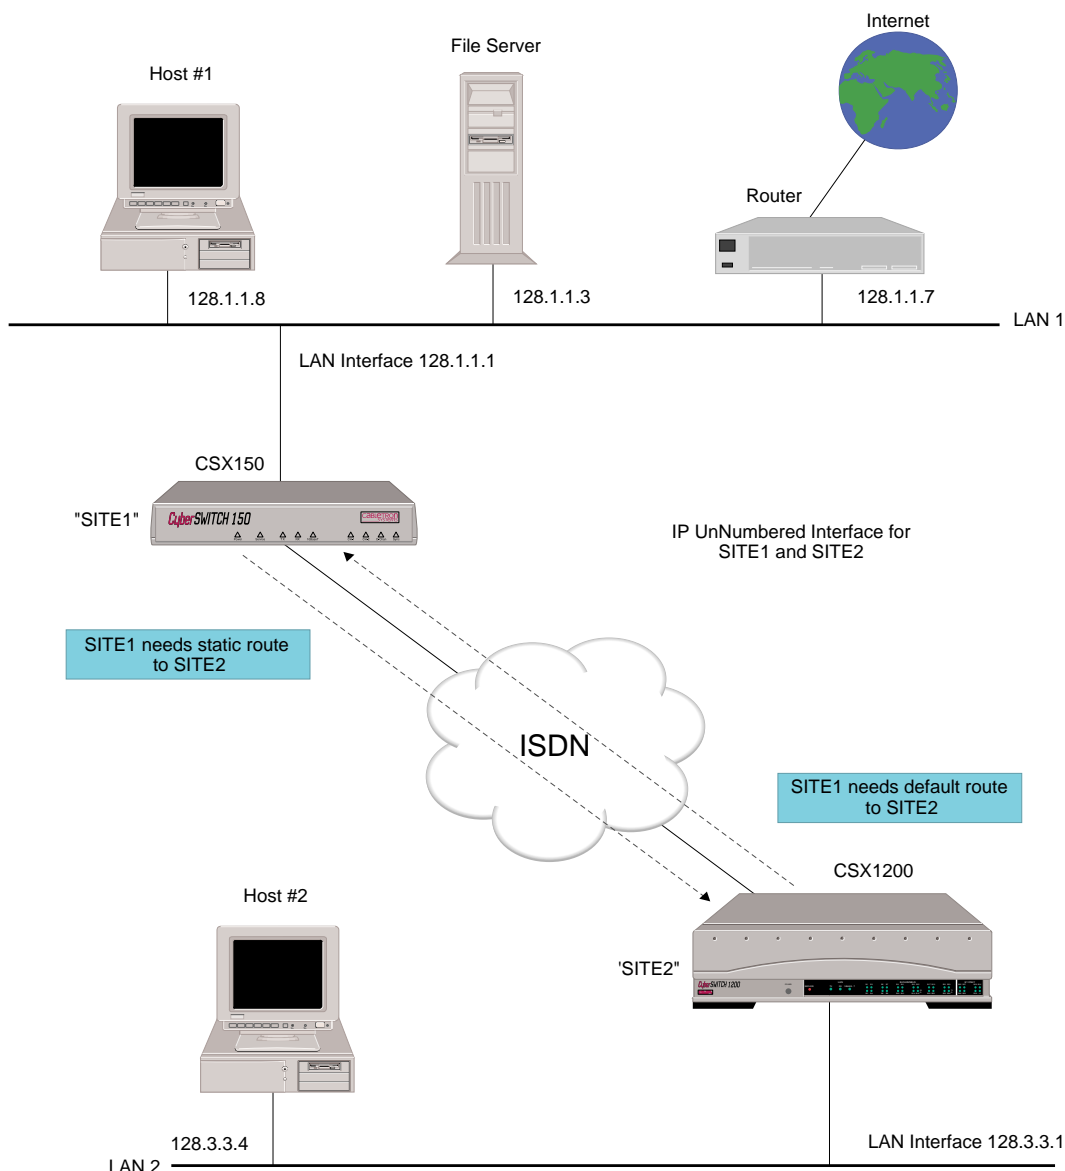 Internet
File Server
Host #1
Router
128.1.1.8
128.1.1.3
128.1.1.7
LAN 1
LAN Interface 128.1.1.1
CSX150
"SITE1"
CyberSWITCH 150
CABLETRON
IP UnNumbered Interface for
SITE1 and SITE2
SITE1 needs static route
to SITE2
ISDN
SITE1 needs default route
to SITE2
CSX1200
Host #2
'SITE2"
CyberSWITCH 1200
128.3.3.4
LAN Interface 128.3.3.1
LAN 2